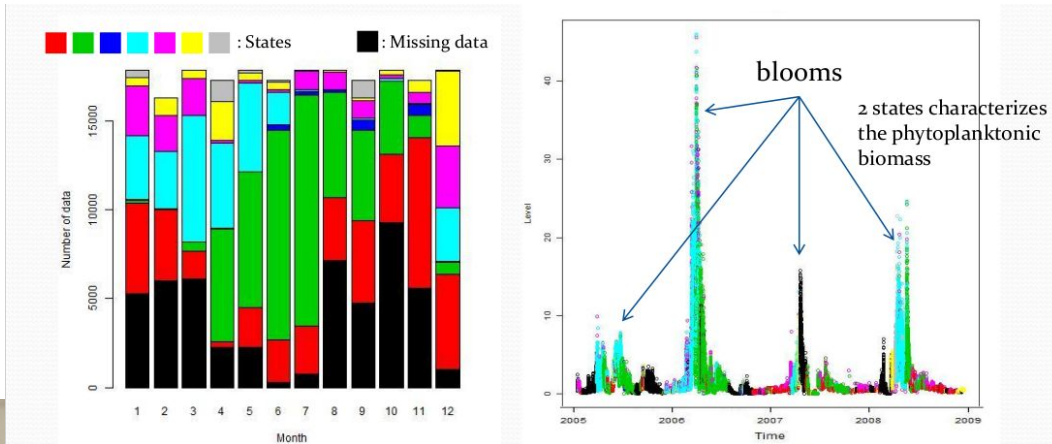 : States
: Missing data
Number of data
0
5000
10000
15000
1 2 3 4 5 6 7 8 9 10 11 12
Month
blooms
2 states characterizes
the phytoplanktonic
biomass
Level
0
10
20
30
40
2005 2006 2007 2008 2009
Time